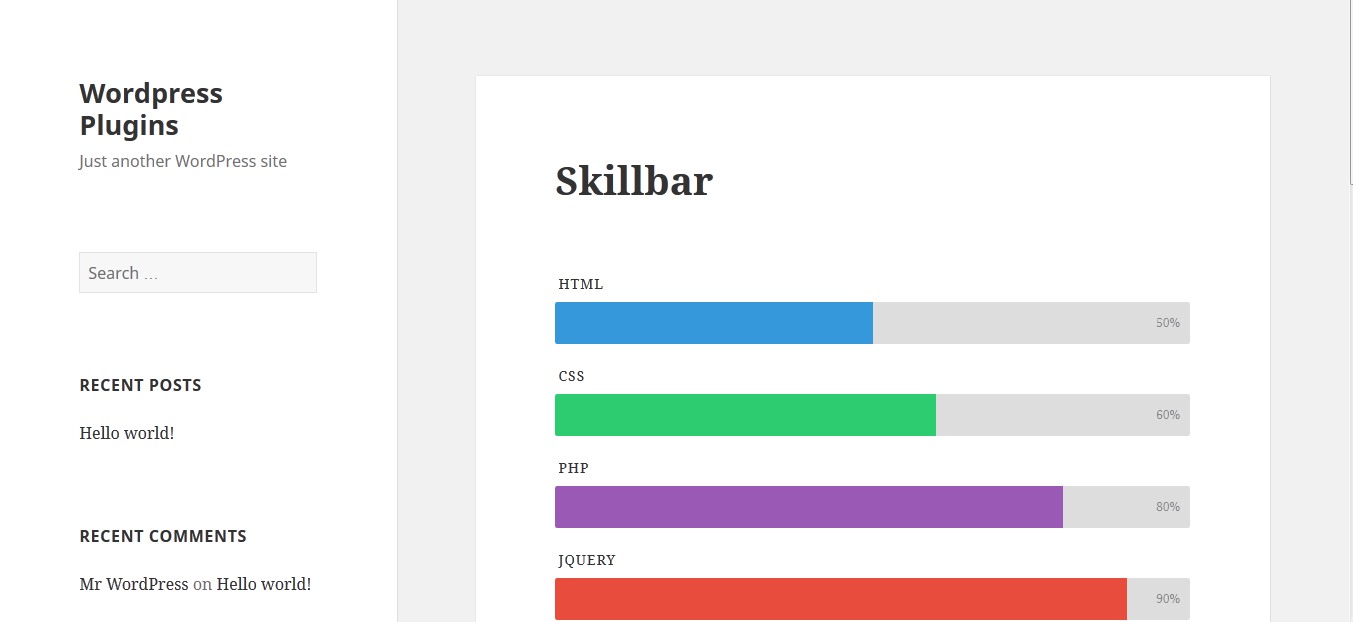 Wordpress
Plugins
Just another WordPress site
Search …
RECENT POSTS
Hello world!
RECENT COMMENTS
Mr WordPress on Hello world!
Skillbar
HTML
50%
CSS
60%
PHP
80%
JQUERY
90%